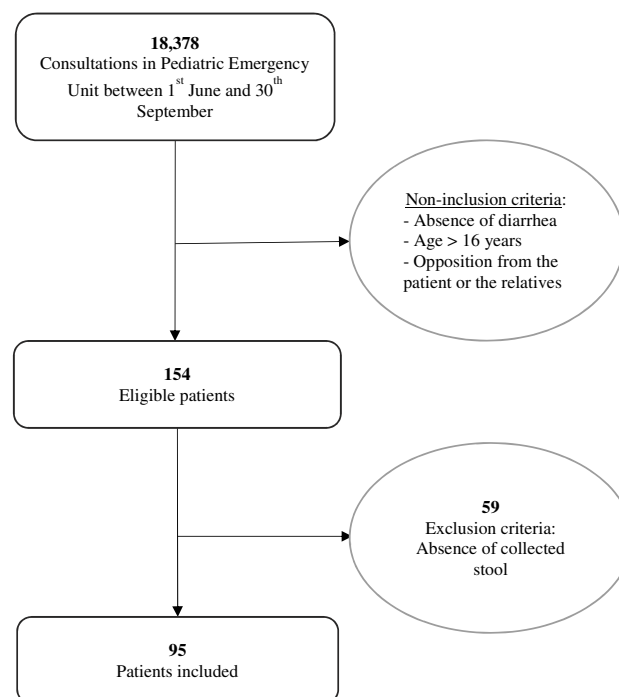 18,378
Consultations in Pediatric Emergency
Unit between 1st June and 30th
September
Non-inclusion criteria:
- Absence of diarrhea
- Age > 16 years
- Opposition from the
patient or the relatives
154
Eligible patients
59
Exclusion criteria:
Absence of collected
stool
95
Patients included